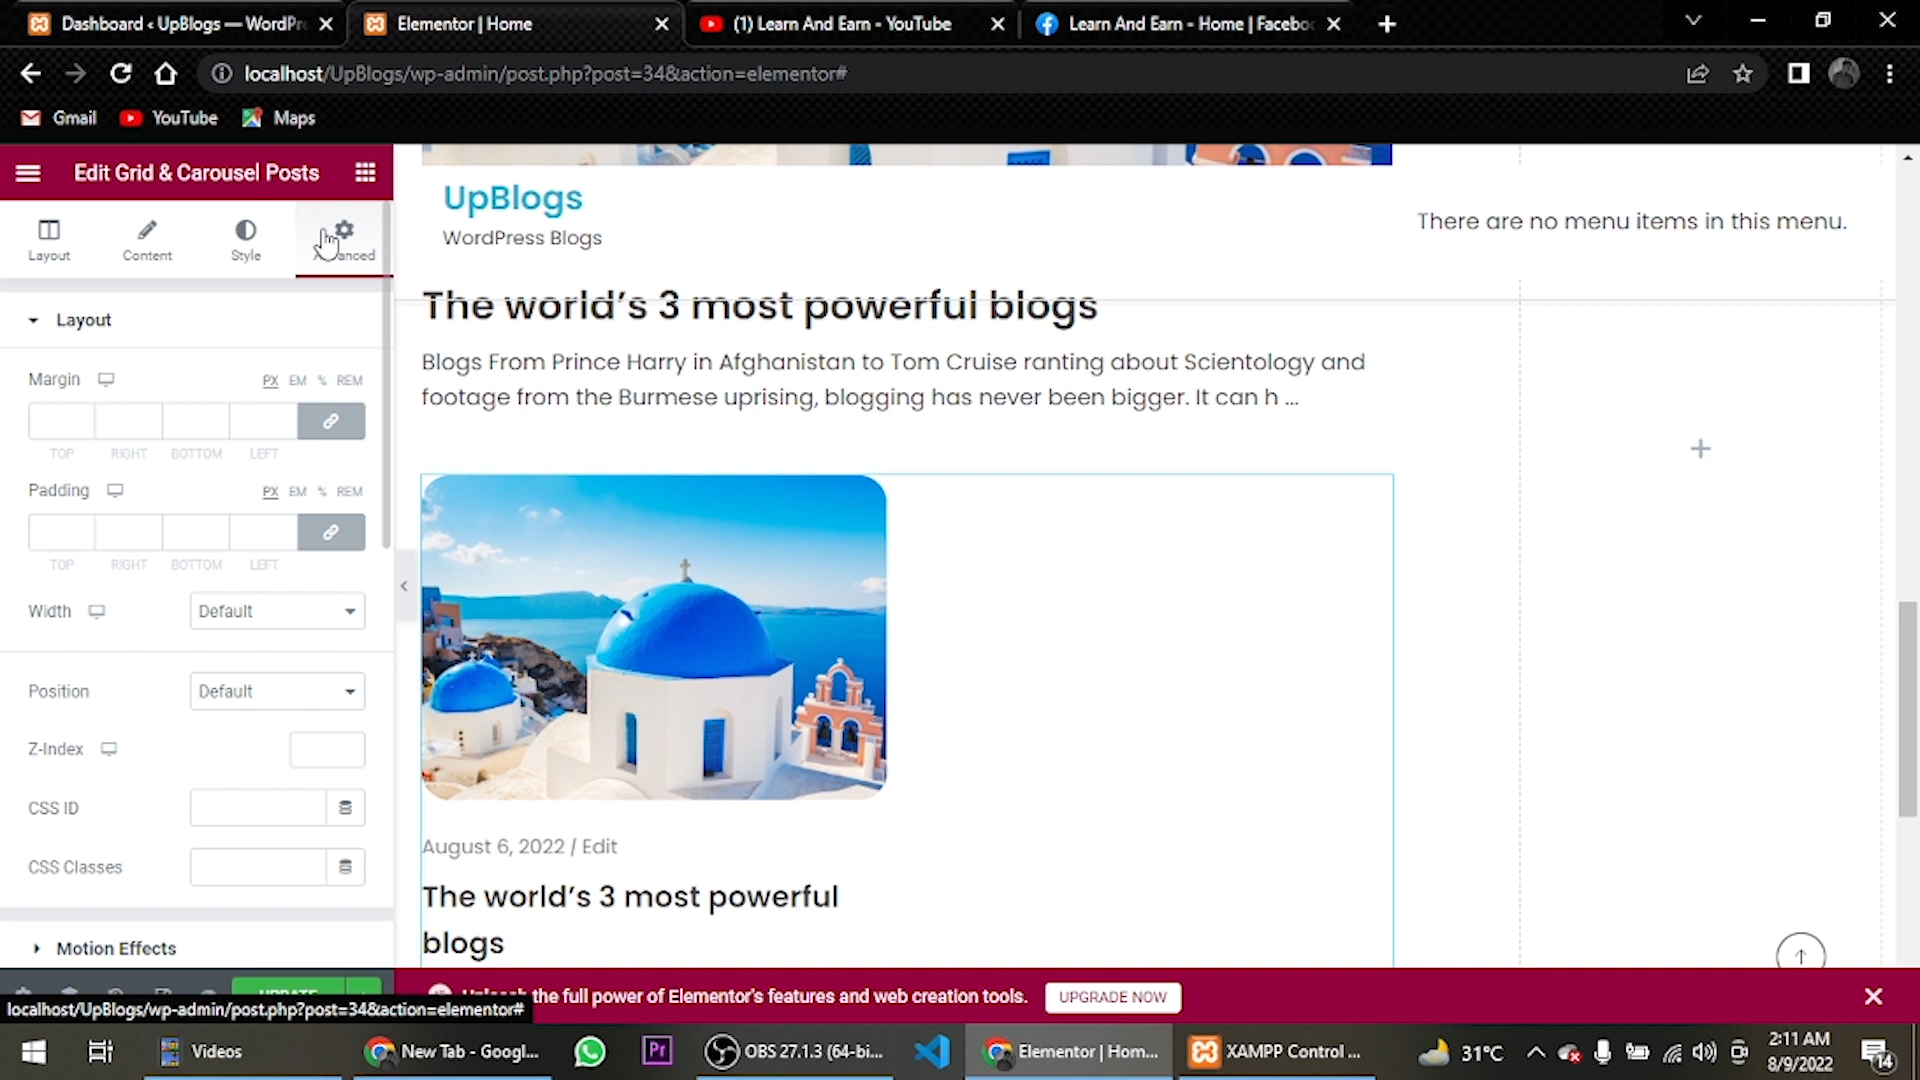 Dashboard ‹ UpBlogs — WordPr
Elementor | Home
(1) Learn And Earn - YouTube
Learn And Earn - Home | Facebo
localhost/UpBlogs/wp-admin/post.php?post=34&action=elementor#
Gmail
YouTube
Maps
Edit Grid & Carousel Posts
Layout
Content
Style
Layout
Margin
PX EM % REM
TOP RIGHT BOTTOM LEFT
Padding
PX EM % REM
TOP RIGHT BOTTOM LEFT
Width
Default
Position
Default
Z-Index
CSS ID
CSS Classes
Motion Effects
UPDATE
UpBlogs
WordPress Blogs
There are no menu items in this menu.
The world's 3 most powerful blogs
Blogs From Prince Harry in Afghanistan to Tom Cruise ranting about Scientology and
footage from the Burmese uprising, blogging has never been bigger. It can h ...
August 6, 2022 / Edit
The world's 3 most powerful
blogs
the full power of Elementor's features and web creation tools.
UPGRADE NOW
localhost/UpBlogs/wp-admin/post.php?post=34&action=elementor#
Videos
New Tab - Googl...
Pr
OBS 27.1.3 (64-bi...
Elementor | Hom...
XAMPP Control ...
31°C
2:11 AM
8/9/2022
14